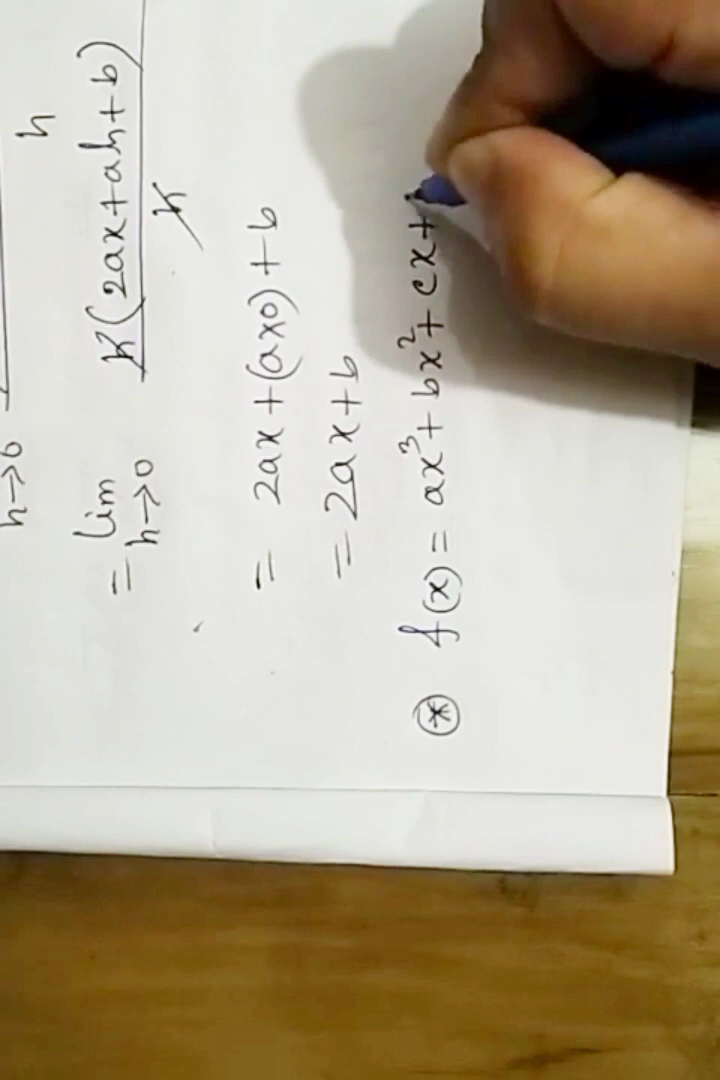 h
h→0
= lim h→0 h(2ax+ah+b) / h
= 2ax+(a×0)+b
= 2ax+b
* f(x) = ax³+bx²+cx+